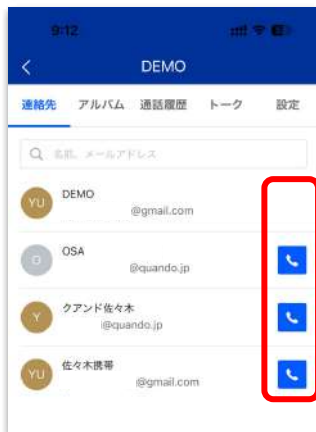 9:12
DEMO
連絡先 アルバム 通話履歴 トーク 設定
名前、メールアドレス
YU DEMO
@gmail.com
O OSA
@quando.jp
Y クアンド佐々木
@quando.jp
YU 佐々木携帯
@gmail.com